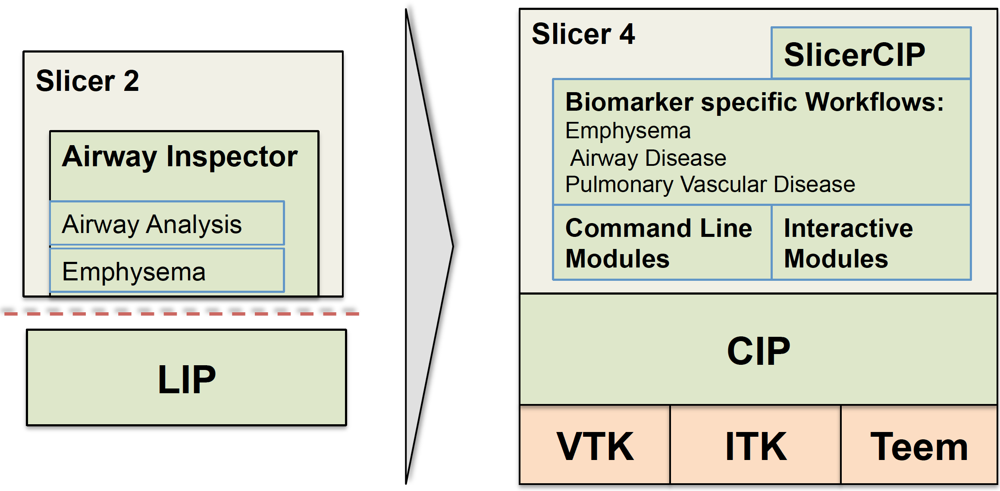 Slicer 2
Airway Inspector
Airway Analysis
Emphysema
LIP
Slicer 4
SlicerCIP
Biomarker specific Workflows:
Emphysema
Airway Disease
Pulmonary Vascular Disease
Command Line
Modules
Interactive
Modules
CIP
VTK
ITK
Teem